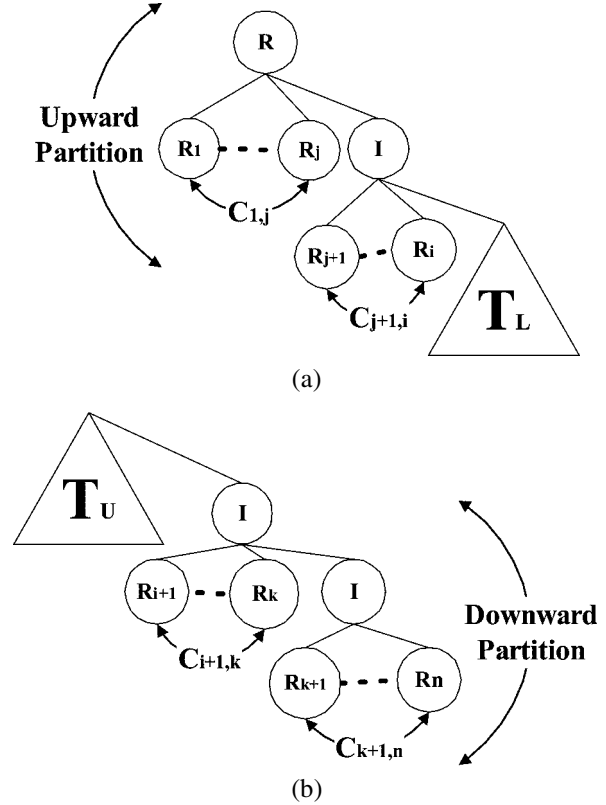 R
Upward
Partition
R1
Rj
I
C1,j
Rj+1
Ri
Cj+1,i
TL
(a)
TU
I
Ri+1
Rk
I
Ci+1,k
Downward
Partition
Rk+1
Rn
Ck+1,n
(b)